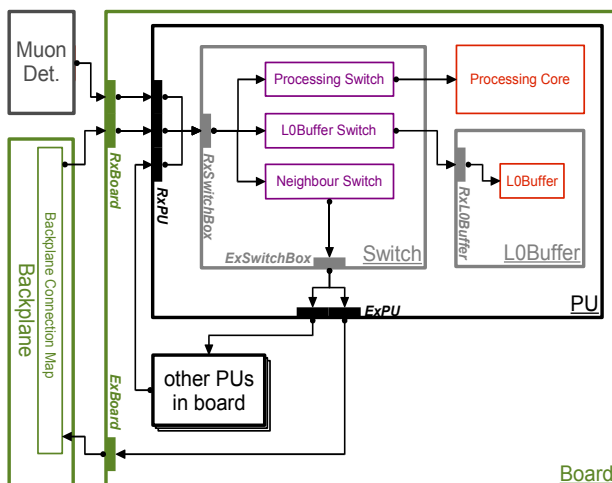 Muon
Det.
Processing Switch
Processing Core
L0Buffer Switch
Neighbour Switch
L0Buffer
RxBoard
RxPU
RxSwitchBox
RxL0Buffer
ExSwitchBox
Switch
L0Buffer
PU
ExPU
Backplane Connection Map
Backplane
other PUs
in board
ExBoard
Board